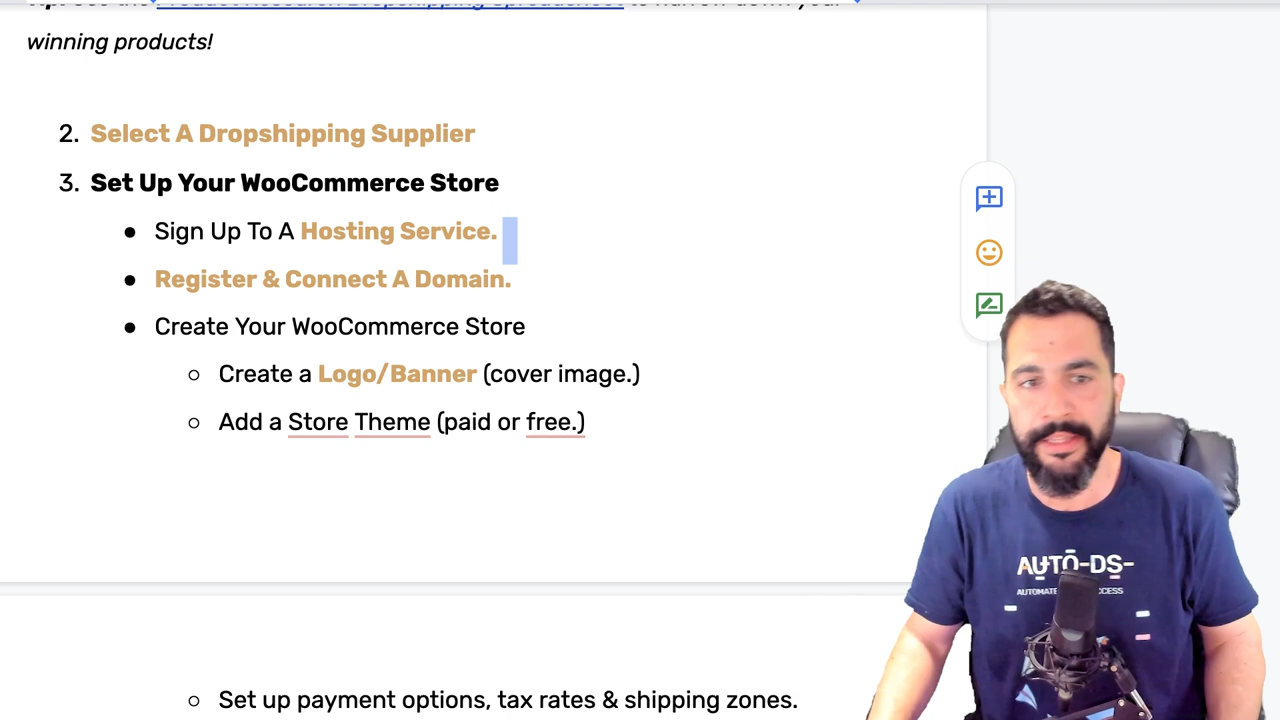 winning products!
2. Select A Dropshipping Supplier
3. Set Up Your WooCommerce Store
● Sign Up To A Hosting Service.
● Register & Connect A Domain.
● Create Your WooCommerce Store
○ Create a Logo/Banner (cover image.)
○ Add a Store Theme (paid or free.)
AUTO-DS-
○ Set up payment options, tax rates & shipping zones.